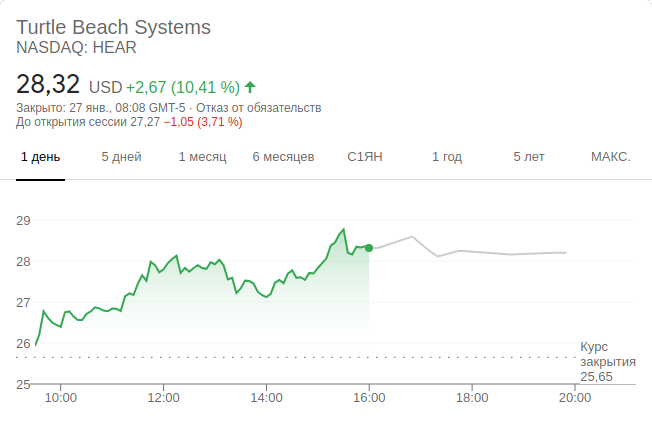 Turtle Beach Systems
NASDAQ: HEAR
28,32 USD +2,67 (10,41 %)
Закрыто: 27 янв., 08:08 GMT-5 · Отказ от обязательств
До открытия сессии 27,27 −1,05 (3,71 %)
1 день 5 дней 1 месяц 6 месяцев С1ЯН 1 год 5 лет МАКС.
29
28
27
26
Курс
закрытия
25,65
25
10:00 12:00 14:00 16:00 18:00 20:00